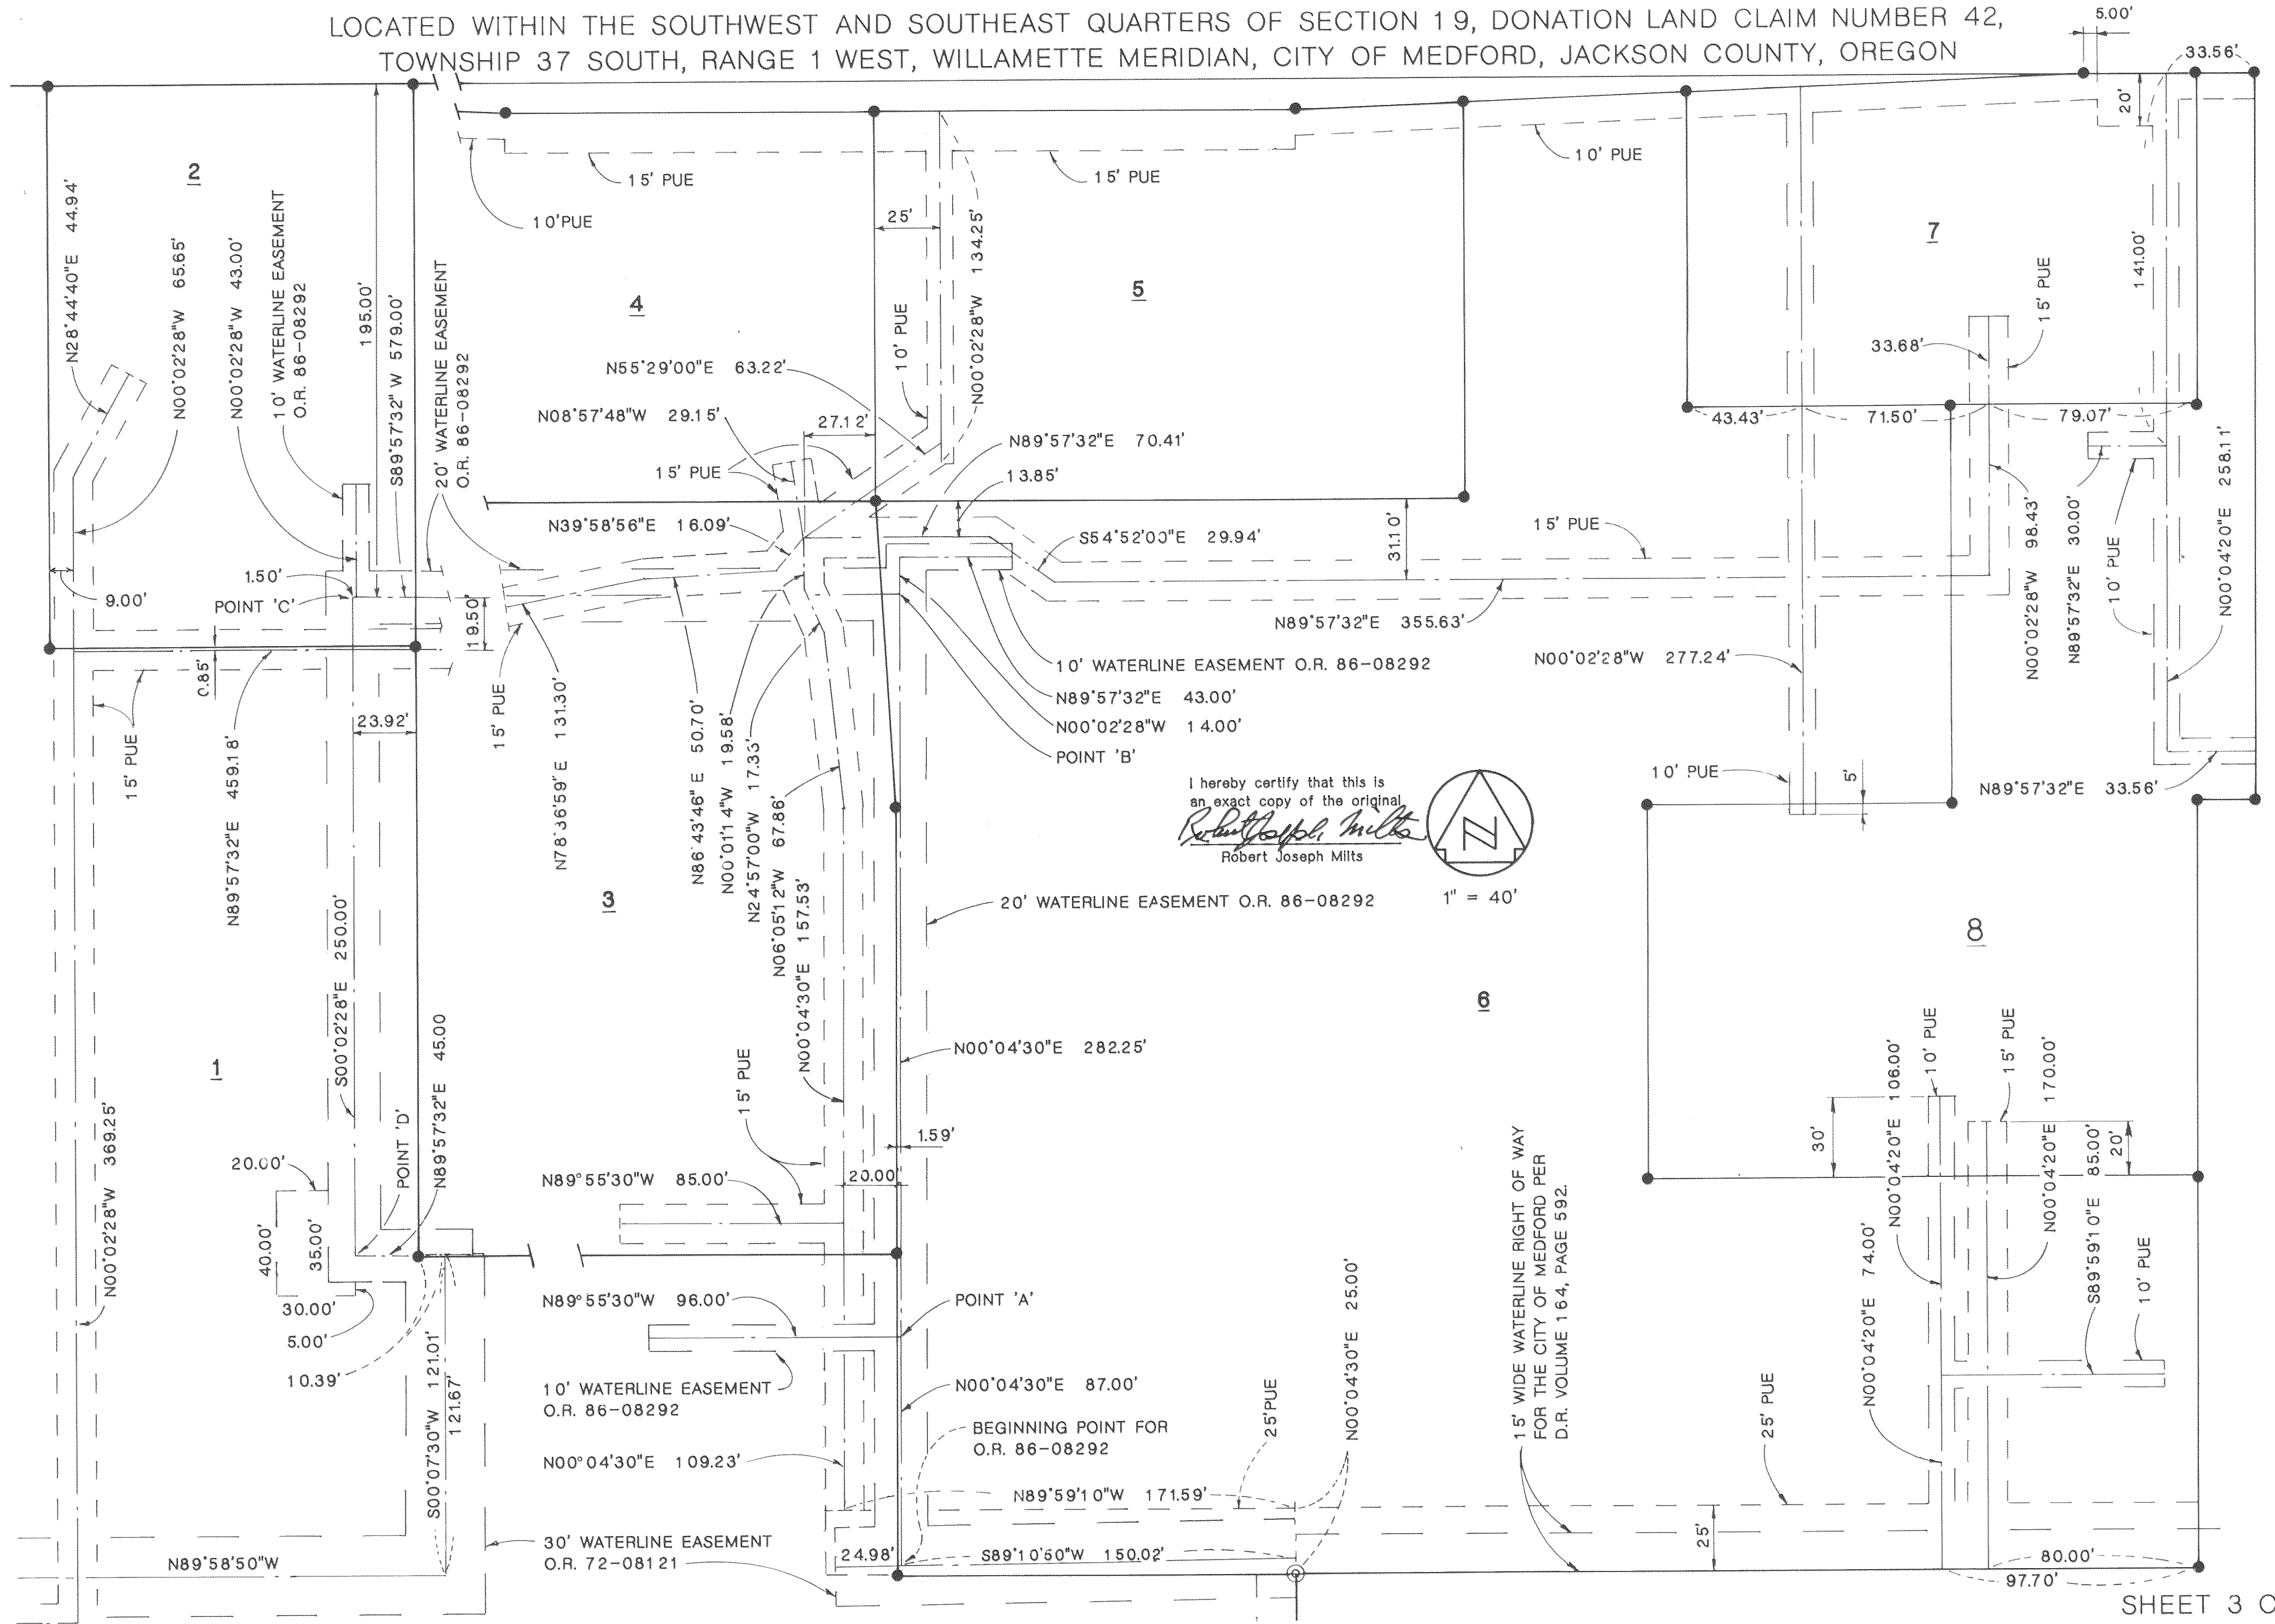 LOCATED WITHIN THE SOUTHWEST AND SOUTHEAST QUARTERS OF SECTION 19, DONATION LAND CLAIM NUMBER 42,
TOWNSHIP 37 SOUTH, RANGE 1 WEST, WILLAMETTE MERIDIAN, CITY OF MEDFORD, JACKSON COUNTY, OREGON
5.00'
33.56'
20'
2
N28°44'40"E 44.94'
N00°02'28"W 65.65'
N00°02'28"W 43.00'
10' WATERLINE EASEMENT
O.R. 86-08292
195.00'
S89°57'32" W 579.00'
20' WATERLINE EASEMENT
O.R. 86-08292
10'PUE
15' PUE
4
25'
10' PUE
N00°02'28"W 134.25'
15' PUE
5
10' PUE
7
141.00'
15' PUE
33.68'
43.43'
71.50'
79.07'
N55°29'00"E 63.22'
N08°57'48"W 29.15'
27.12'
15' PUE
N89°57'32"E 70.41'
13.85'
N39°58'56"E 16.09'
S54°52'00"E 29.94'
31.10'
15' PUE
N00°02'28"W 98.43'
N89°57'32"E 30.00'
10' PUE
N00°04'20"E 258.11'
9.00'
1.50'
POINT 'C'
19.50'
0.85'
N89°57'32"E 355.63'
10' WATERLINE EASEMENT O.R. 86-08292
N89°57'32"E 43.00'
N00°02'28"W 14.00'
POINT 'B'
N00°02'28"W 277.24'
10' PUE
5'
N89°57'32"E 33.56'
15' PUE
N89°57'32"E 459.18'
23.92'
15' PUE
N78°36'59"E 131.30'
N86°43'46"E 50.70'
N00°01'14"W 19.58'
N24°57'00"W 17.33'
N06°05'12"W 67.86'
N00°04'30"E 157.53'
I hereby certify that this is
an exact copy of the original
Robert Joseph Milts
Robert Joseph Milts
N
1" = 40'
3
20' WATERLINE EASEMENT O.R. 86-08292
8
6
S00°02'28"E 250.00'
1
N00°02'28"W 369.25'
POINT 'D'
N89°57'32"E 45.00
N00°04'30"E 282.25'
15' PUE
1.59'
20.00'
20.00'
40.00'
35.00'
30.00'
5.00'
10.39'
N89°55'30"W 85.00'
N89°55'30"W 96.00'
POINT 'A'
S00°07'30"W 121.01'
121.67'
10' WATERLINE EASEMENT
O.R. 86-08292
N00°04'30"E 109.23'
N00°04'30"E 87.00'
BEGINNING POINT FOR
O.R. 86-08292
25'PUE
N00°04'30"E 25.00'
15' WIDE WATERLINE RIGHT OF WAY
FOR THE CITY OF MEDFORD PER
D.R. VOLUME 164, PAGE 592.
30'
N00°04'20"E 106.00'
10' PUE
15' PUE
N00°04'20"E 170.00'
20'
N00°04'20"E 74.00'
S89°59'10"E 85.00'
10' PUE
25' PUE
N89°59'10"W 171.59'
30' WATERLINE EASEMENT
O.R. 72-08121
24.98'
S89°10'50"W 150.02'
25'
N89°58'50"W
80.00'
97.70'
SHEET 3 O